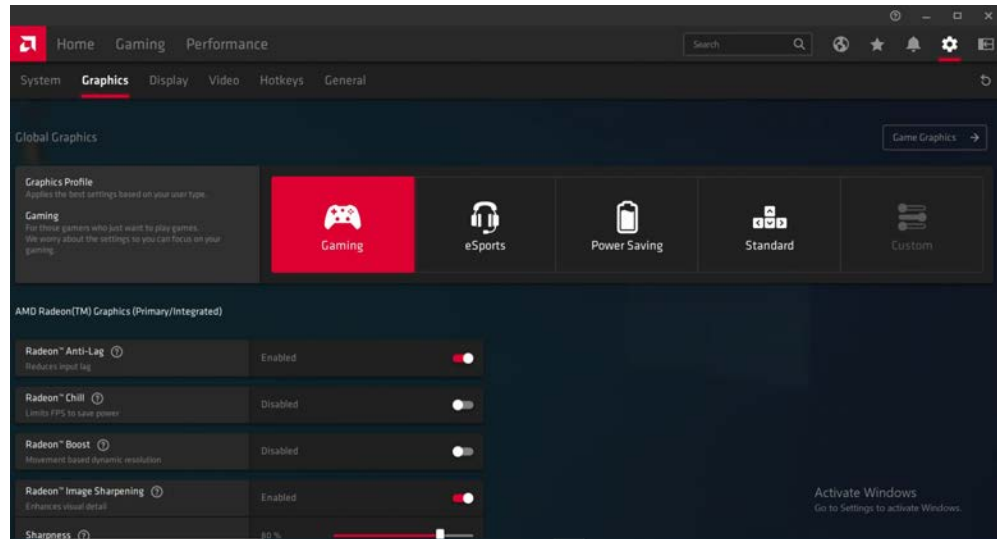 Home Gaming Performance
Search
System Graphics Display Video Hotkeys General
Global Graphics
Game Graphics
Graphics Profile
Applies the best settings based on your user type.
Gaming
For those gamers who just want to play games.
We worry about the settings so you can focus on your
gaming.
Gaming
eSports
Power Saving
Standard
Custom
AMD Radeon(TM) Graphics (Primary/Integrated)
Radeon™ Anti-Lag
Reduces input lag
Enabled
Radeon™ Chill
Limits FPS to save power
Disabled
Radeon™ Boost
Movement based dynamic resolution
Disabled
Radeon™ Image Sharpening
Enhances visual detail
Enabled
Sharpness
80 %
Activate Windows
Go to Settings to activate Windows.